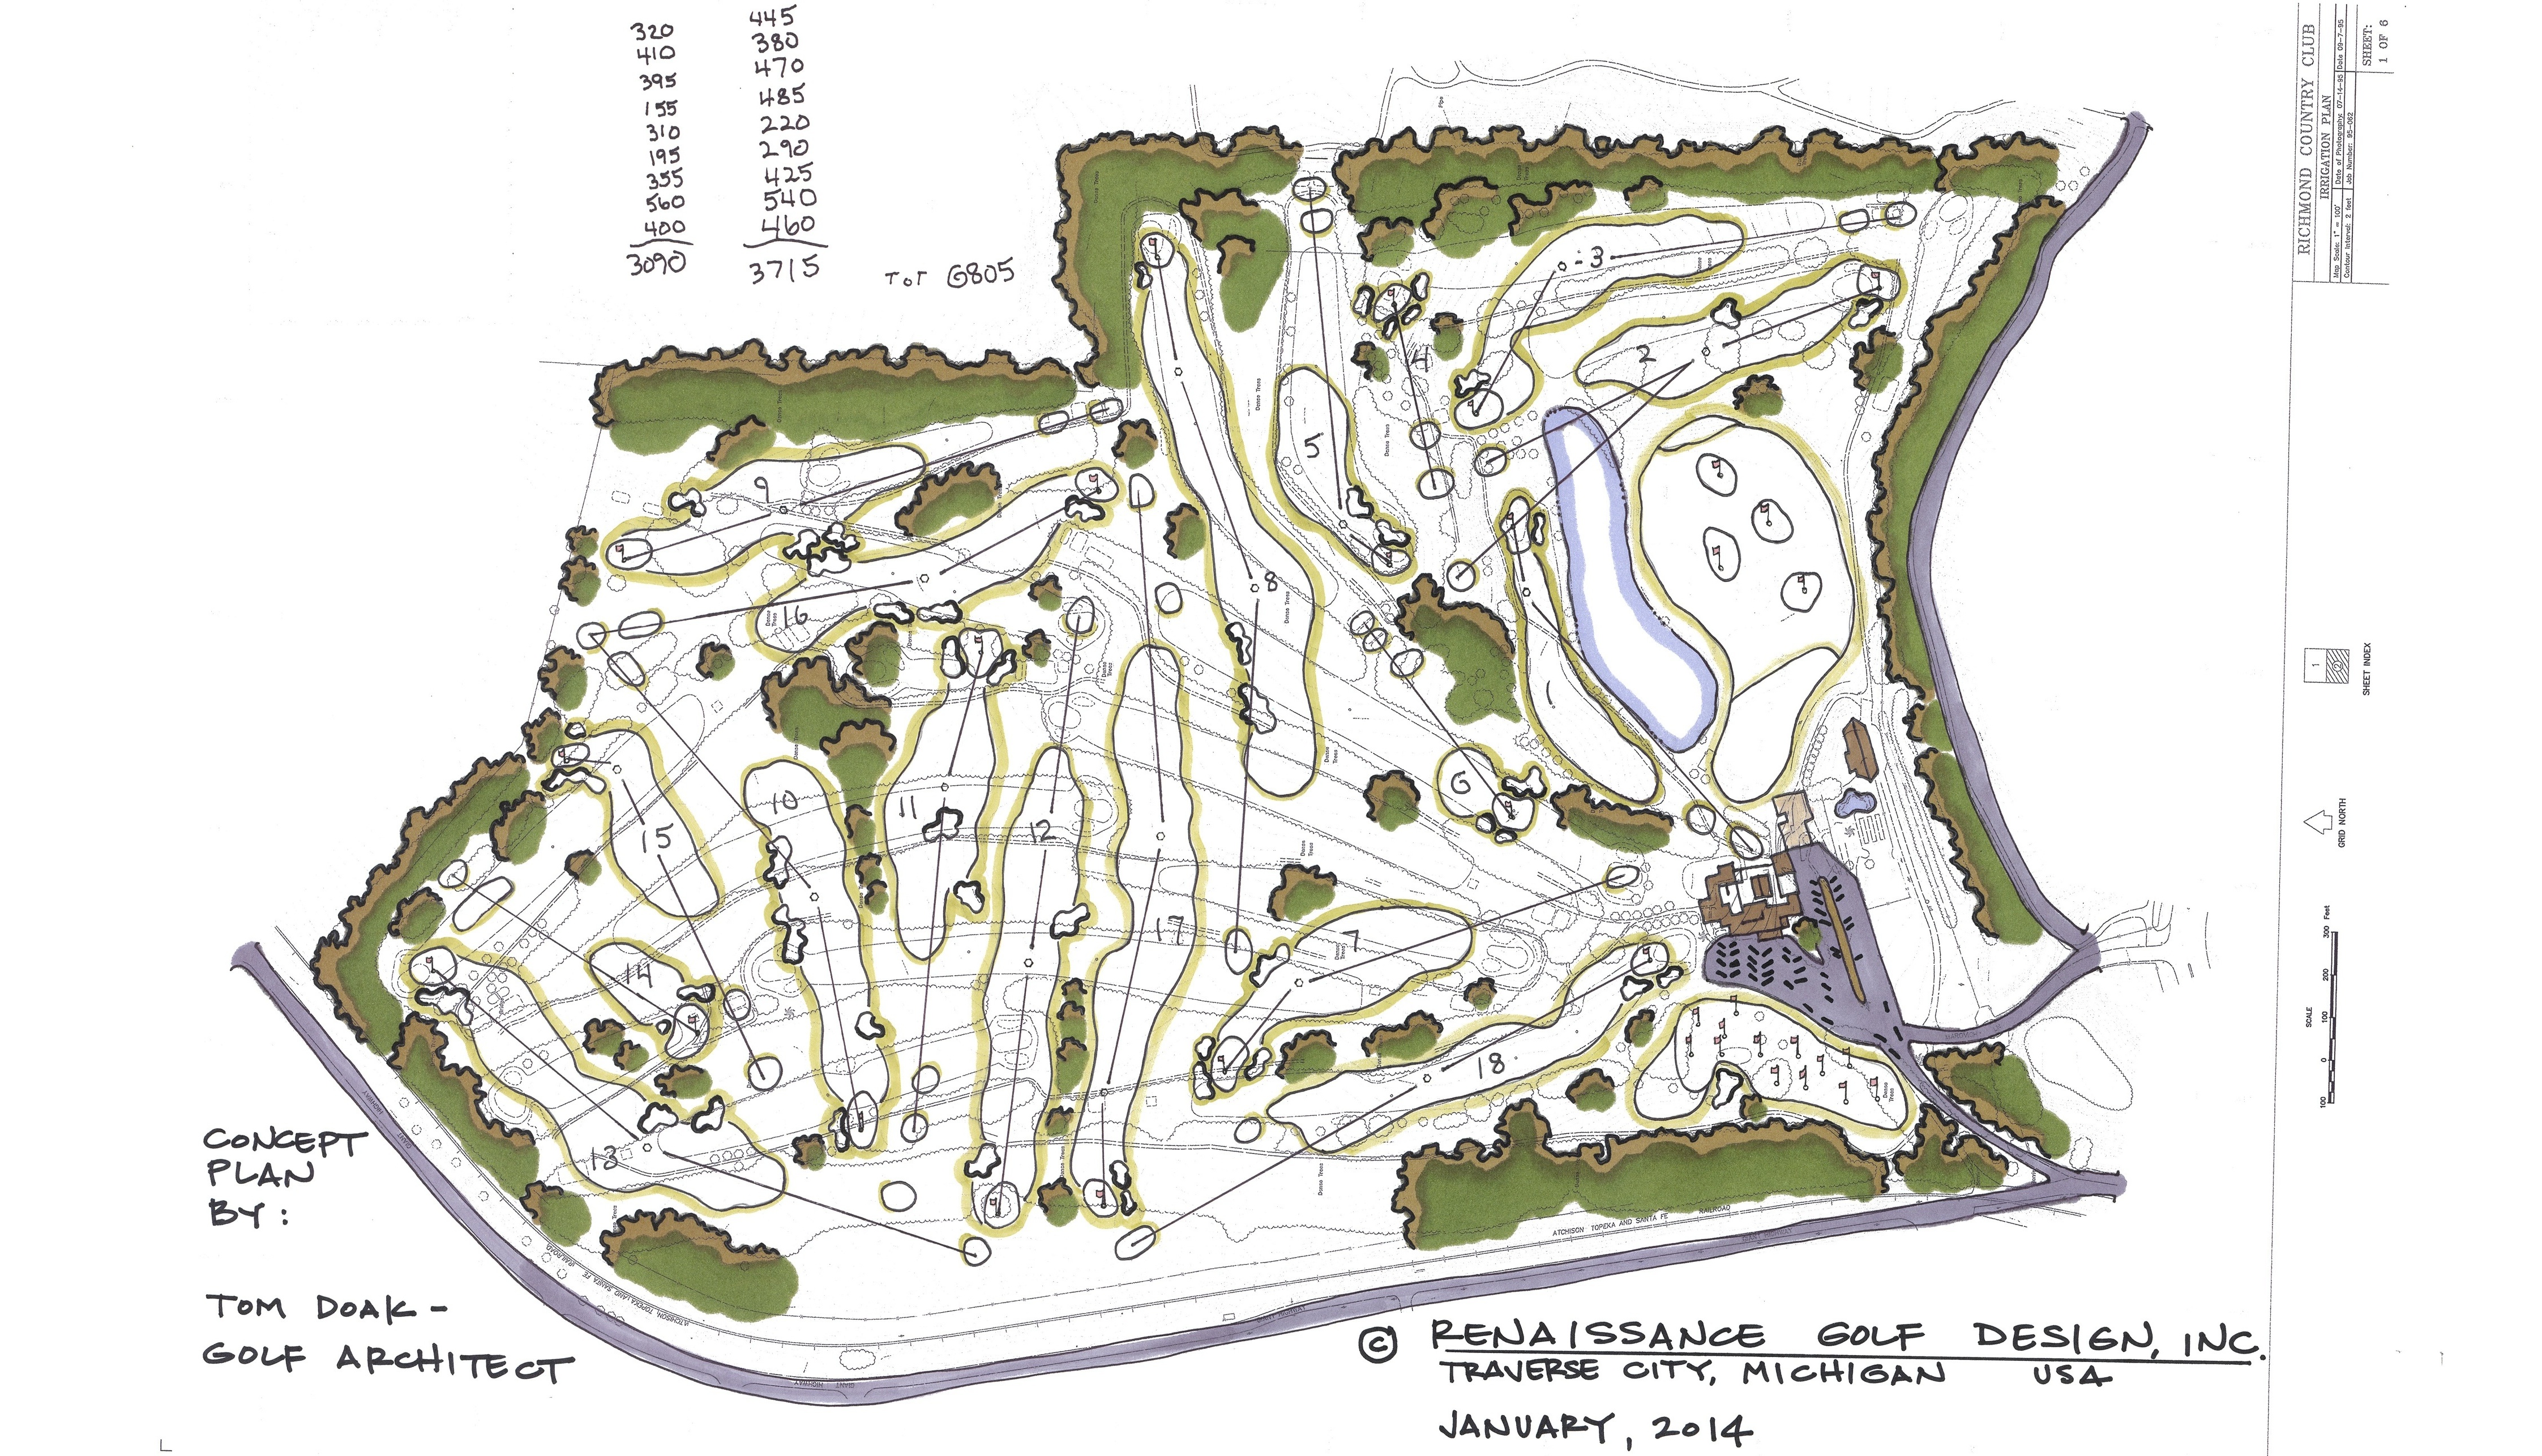 320
410
395
155
310
195
355
560
400
3090
445
380
470
485
220
290
425
540
460
3715
TOT 6805
RICHMOND COUNTRY CLUB
IRRIGATION PLAN
Map Scale: 1" = 100'
Date of Photography: 07-14-95
Date 09-7-95
Contour Interval: 2 feet
Job Number: 95-062
SHEET:
1 OF 6
1
2
3
4
5
6
7
8
9
10
11
12
13
14
15
16
17
18
SHEET INDEX
1
GRID NORTH
SCALE
100
0
100
200
300
Feet
Dense Trees
Pipe
ATCHISON TOPEKA AND SANTA FE RAILROAD
GIANT HIGHWAY
CONCEPT
PLAN
BY:
TOM DOAK -
GOLF ARCHITECT
© RENAISSANCE GOLF DESIGN, INC.
TRAVERSE CITY, MICHIGAN USA
JANUARY, 2014